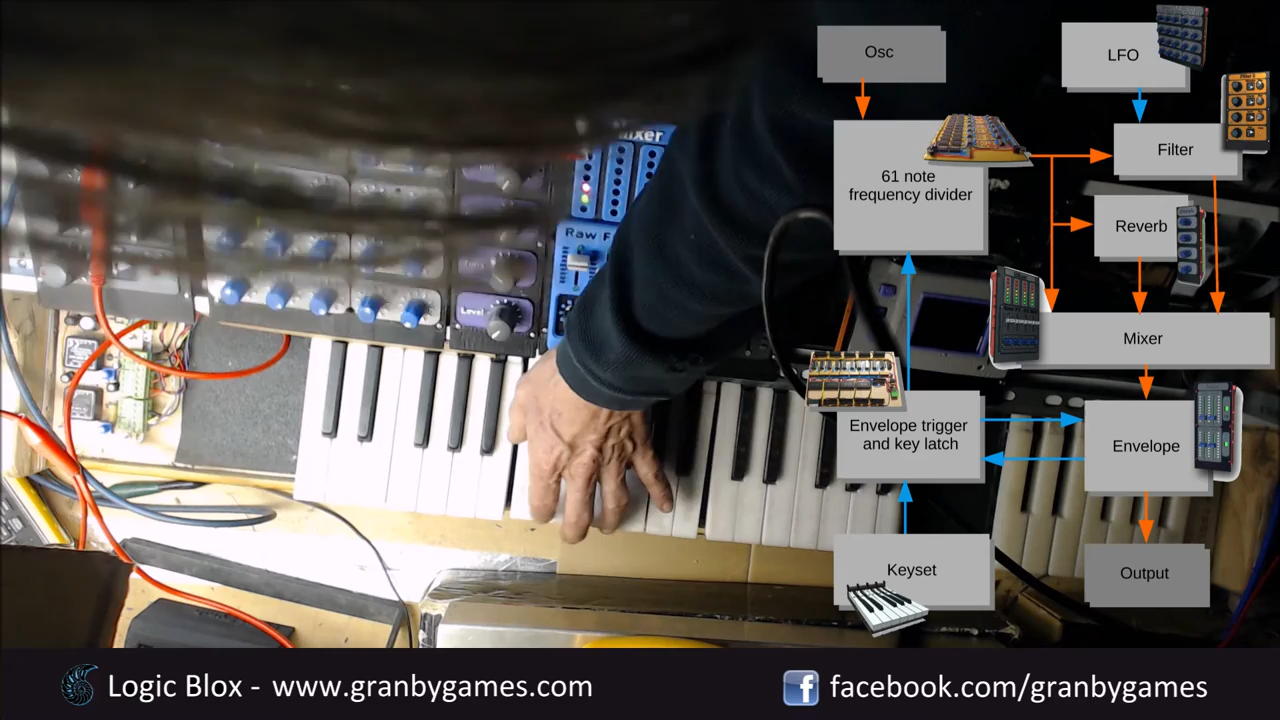 Osc
LFO
Filter
61 note
frequency divider
Reverb
Mixer
Envelope trigger
and key latch
Envelope
Keyset
Output
Level
Logic Blox - www.granbygames.com
facebook.com/granbygames